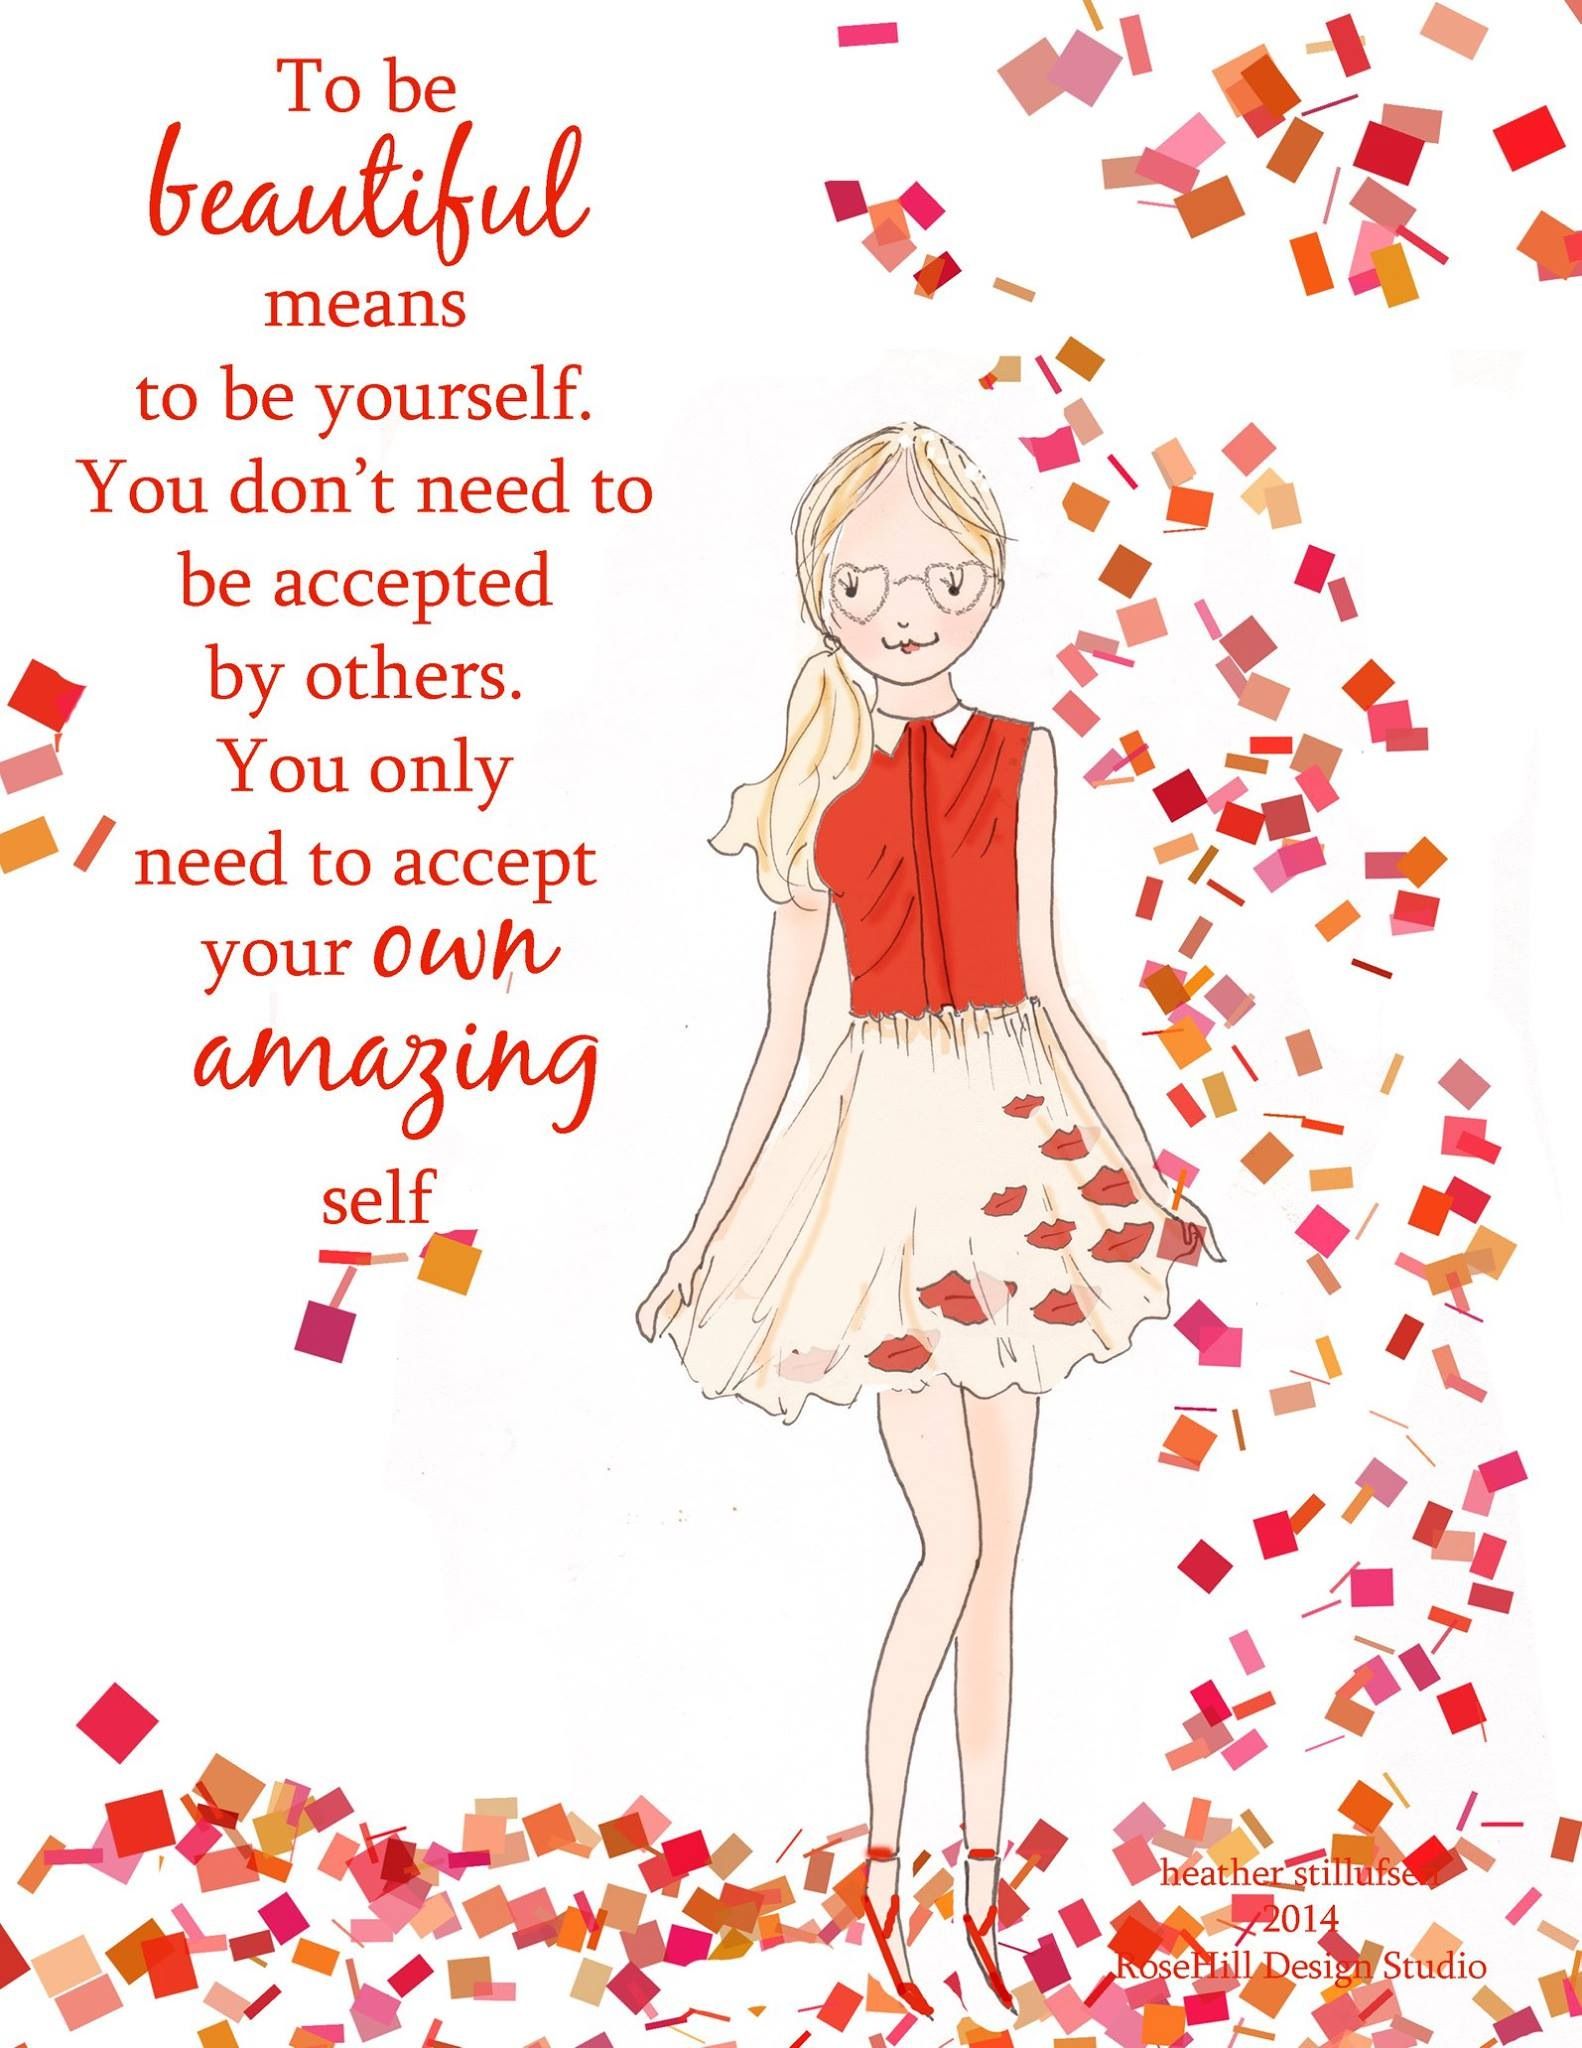 To be
beautiful
means
to be yourself.
You don’t need to
be accepted
by others.
You only
need to accept
your own
amazing
self
heather stillufsen
2014
RoseHill Design Studio